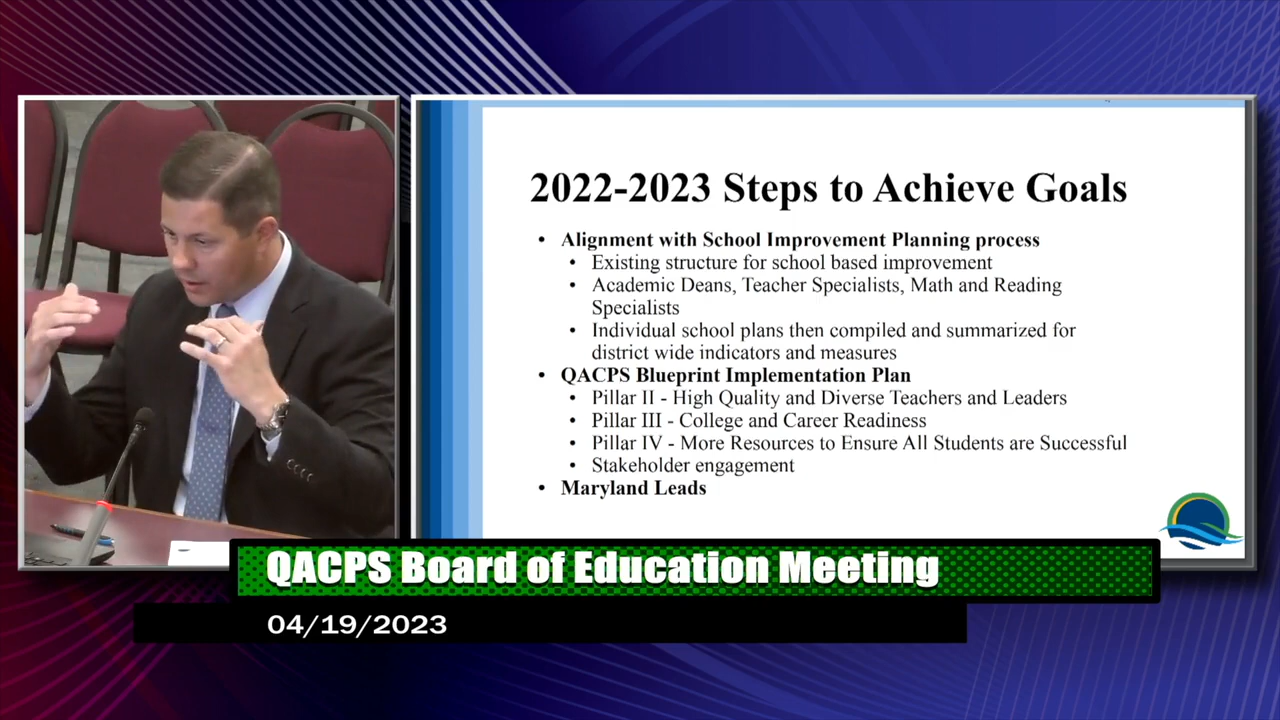 2022-2023 Steps to Achieve Goals
• Alignment with School Improvement Planning process
• Existing structure for school based improvement
• Academic Deans, Teacher Specialists, Math and Reading
Specialists
• Individual school plans then compiled and summarized for
district wide indicators and measures
• QACPS Blueprint Implementation Plan
• Pillar II - High Quality and Diverse Teachers and Leaders
• Pillar III - College and Career Readiness
• Pillar IV - More Resources to Ensure All Students are Successful
• Stakeholder engagement
• Maryland Leads
QACPS Board of Education Meeting
04/19/2023